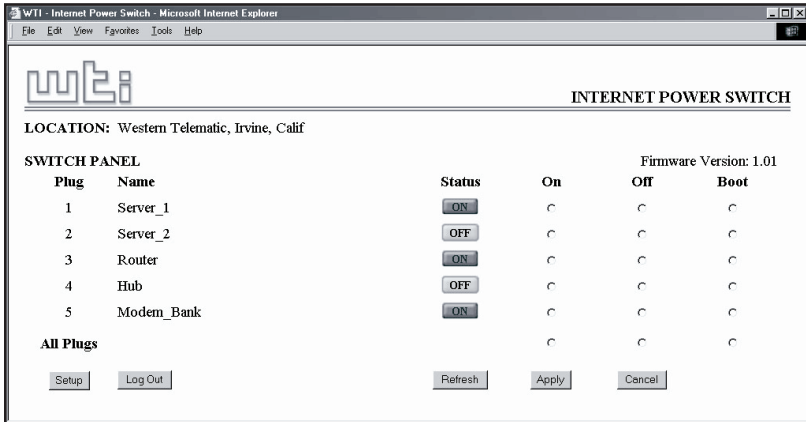 WTI - Internet Power Switch - Microsoft Internet Explorer
File Edit View Favorites Tools Help
wti
INTERNET POWER SWITCH
LOCATION: Western Telematic, Irvine, Calif
SWITCH PANEL Firmware Version: 1.01
Plug Name Status On Off Boot
1 Server_1 ON
2 Server_2 OFF
3 Router ON
4 Hub OFF
5 Modem_Bank ON
All Plugs
Setup Log Out Refresh Apply Cancel